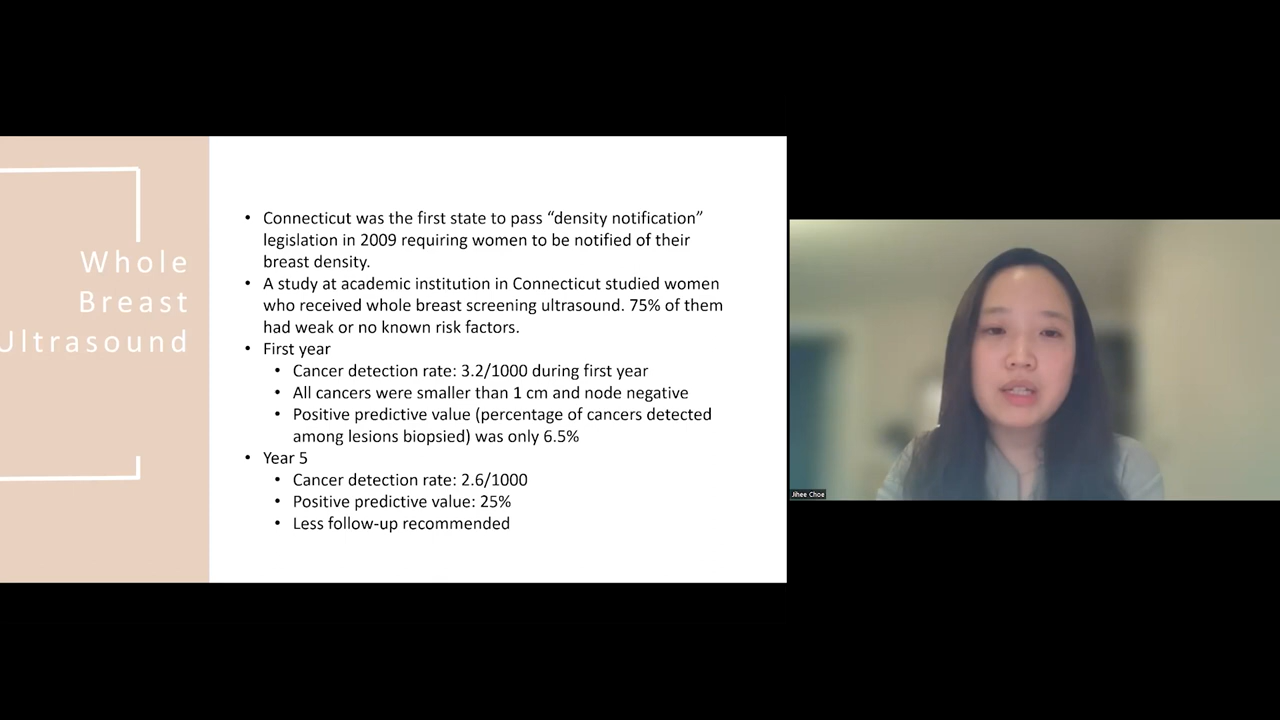 Whole
Breast
Ultrasound
• Connecticut was the first state to pass “density notification”
legislation in 2009 requiring women to be notified of their
breast density.
• A study at academic institution in Connecticut studied women
who received whole breast screening ultrasound. 75% of them
had weak or no known risk factors.
• First year
• Cancer detection rate: 3.2/1000 during first year
• All cancers were smaller than 1 cm and node negative
• Positive predictive value (percentage of cancers detected
among lesions biopsied) was only 6.5%
• Year 5
• Cancer detection rate: 2.6/1000
• Positive predictive value: 25%
• Less follow-up recommended
Jihee Choe